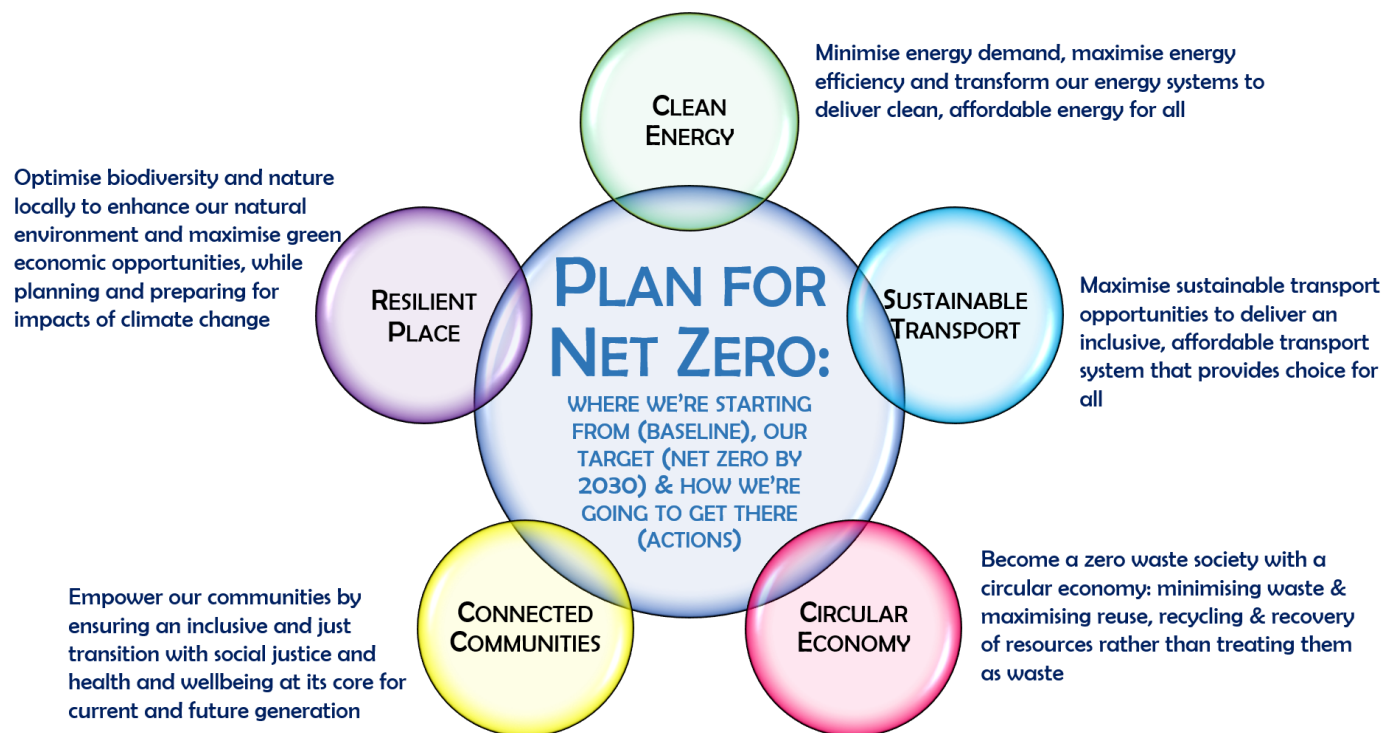 CLEAN
ENERGY
Minimise energy demand, maximise energy
efficiency and transform our energy systems to
deliver clean, affordable energy for all
Optimise biodiversity and nature
locally to enhance our natural
environment and maximise green
economic opportunities, while
planning and preparing for
impacts of climate change
RESILIENT
PLACE
PLAN FOR
NET ZERO:
WHERE WE'RE STARTING
FROM (BASELINE), OUR
TARGET (NET ZERO BY
2030) & HOW WE'RE
GOING TO GET THERE
(ACTIONS)
SUSTAINABLE
TRANSPORT
Maximise sustainable transport
opportunities to deliver an
inclusive, affordable transport
system that provides choice for
all
Empower our communities by
ensuring an inclusive and just
transition with social justice and
health and wellbeing at its core for
current and future generation
CONNECTED
COMMUNITIES
CIRCULAR
ECONOMY
Become a zero waste society with a
circular economy: minimising waste &
maximising reuse, recycling & recovery
of resources rather than treating them
as waste